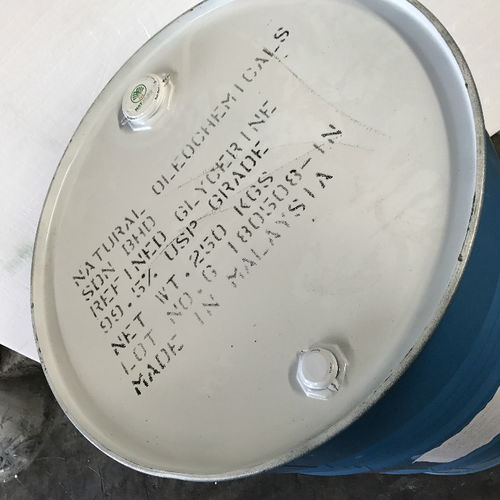 NATURAL OLEOCHEMICALS
SDN BHD
REFINED GLYCERINE
99.5% USP GRADE
NET WT. 250 KGS
LOT NO.G 180508-IN
MADE IN MALAYSIA